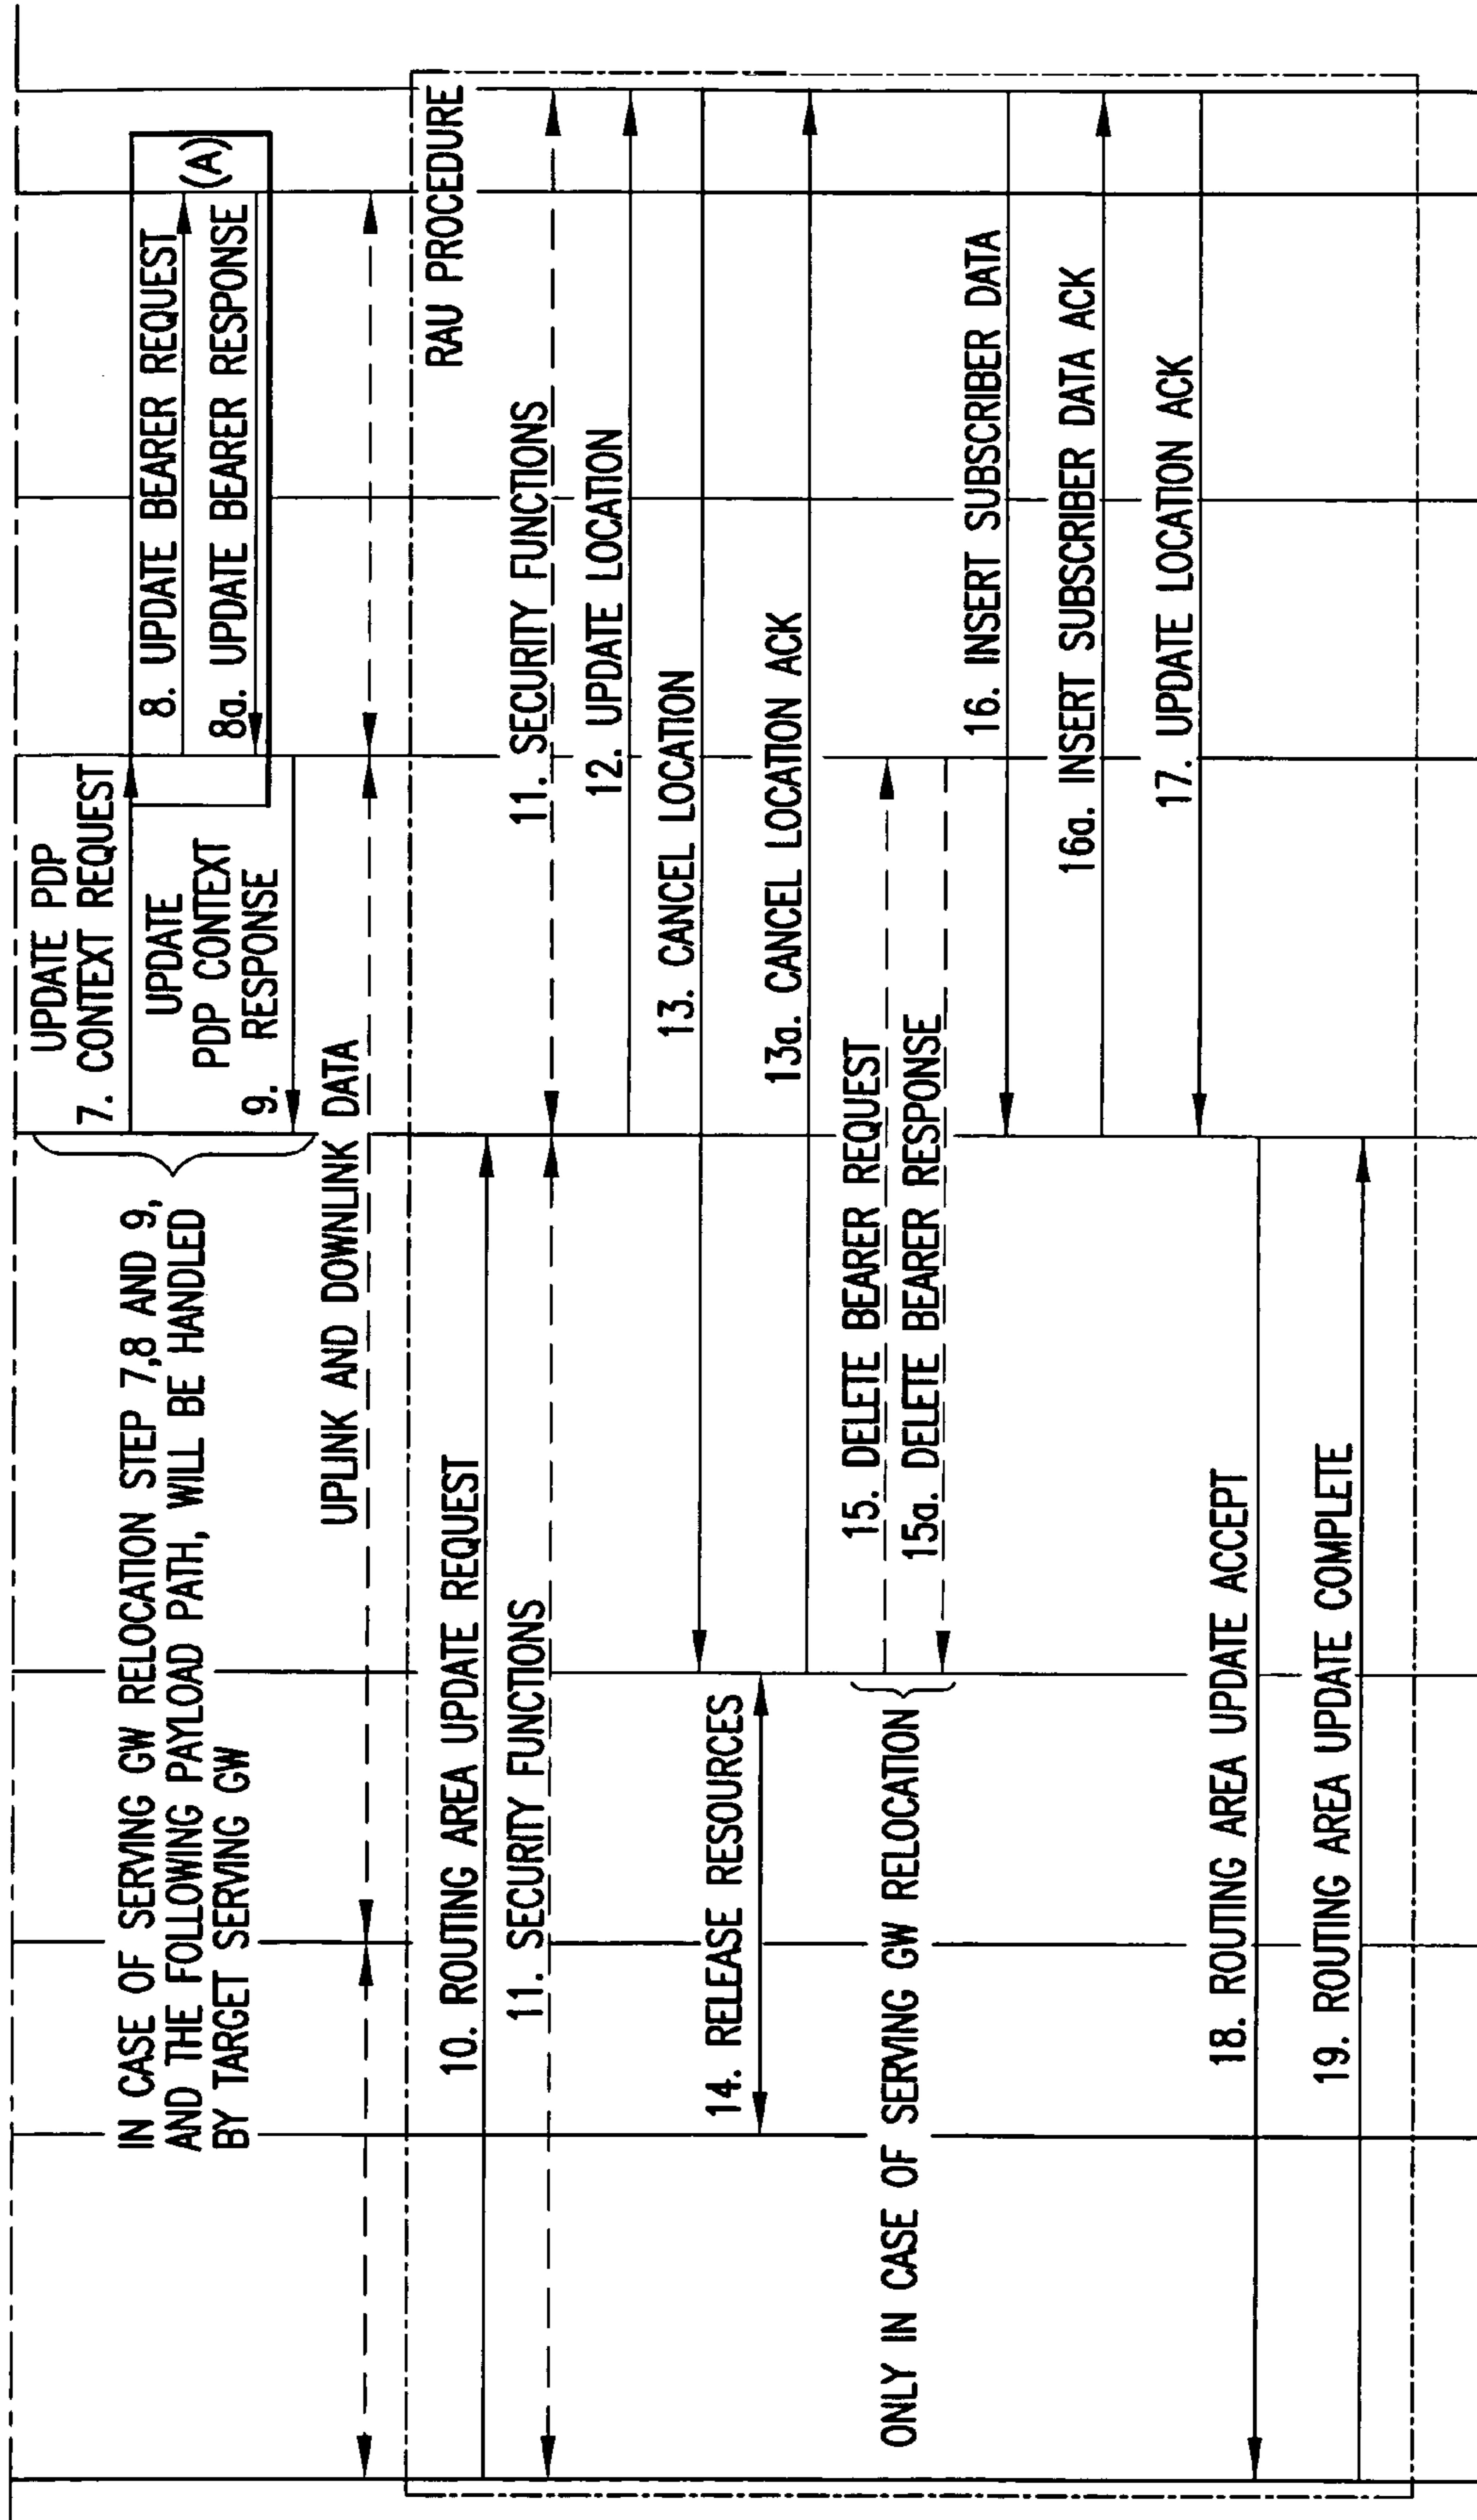 UPDATE PDP
7. CONTEXT REQUEST
UPDATE
PDP CONTEXT
9. RESPONSE
8. UPDATE BEARER REQUEST
8a. UPDATE BEARER RESPONSE
(A)
IN CASE OF SERVING GW RELOCATION STEP 7,8 AND 9,
AND THE FOLLOWING PAYLOAD PATH, WILL BE HANDLED
BY TARGET SERVING GW
UPLINK AND DOWNLINK DATA
RAU PROCEDURE
10. ROUTING AREA UPDATE REQUEST
11. SECURITY FUNCTIONS
11. SECURITY FUNCTIONS
12. UPDATE LOCATION
13. CANCEL LOCATION
14. RELEASE RESOURCES
13a. CANCEL LOCATION ACK
15. DELETE BEARER REQUEST
ONLY IN CASE OF SERVING GW RELOCATION
15a. DELETE BEARER RESPONSE
16. INSERT SUBSCRIBER DATA
16a. INSERT SUBSCRIBER DATA ACK
17. UPDATE LOCATION ACK
18. ROUTING AREA UPDATE ACCEPT
19. ROUTING AREA UPDATE COMPLETE